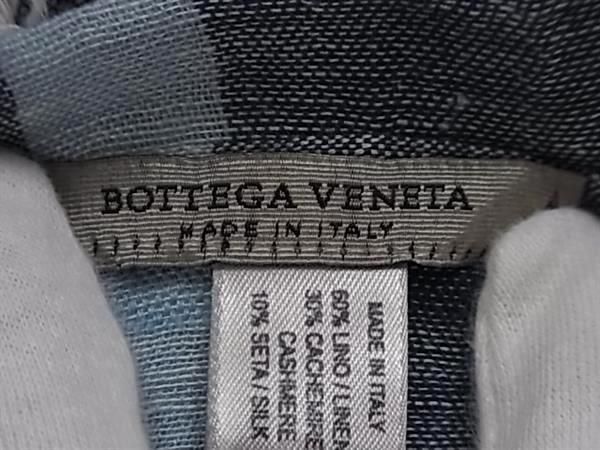 BOTTEGA VENETA
MADE IN ITALY
MADE IN ITALY
60% LINO / LINEN
30% CACHEMIRE
CASHMERE
10% SETA / SILK